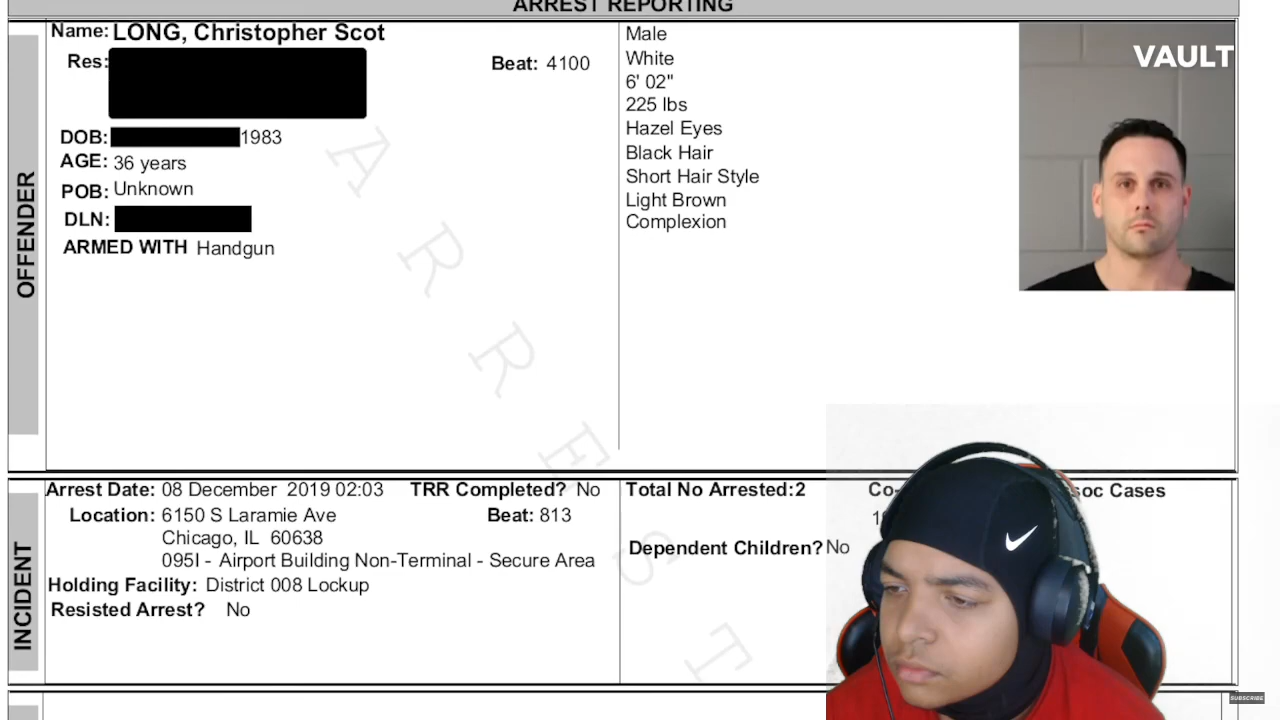 ARREST REPORTING
VAULT
OFFENDER
Name: LONG, Christopher Scot
Res:
Beat: 4100
DOB: 1983
AGE: 36 years
POB: Unknown
DLN:
ARMED WITH Handgun
Male
White
6' 02"
225 lbs
Hazel Eyes
Black Hair
Short Hair Style
Light Brown
Complexion
ARREST
INCIDENT
Arrest Date: 08 December 2019 02:03
TRR Completed? No
Location: 6150 S Laramie Ave
Beat: 813
Chicago, IL 60638
095I - Airport Building Non-Terminal - Secure Area
Holding Facility: District 008 Lockup
Resisted Arrest? No
Total No Arrested:2
Cases
Dependent Children? No
SUBSCRIBE